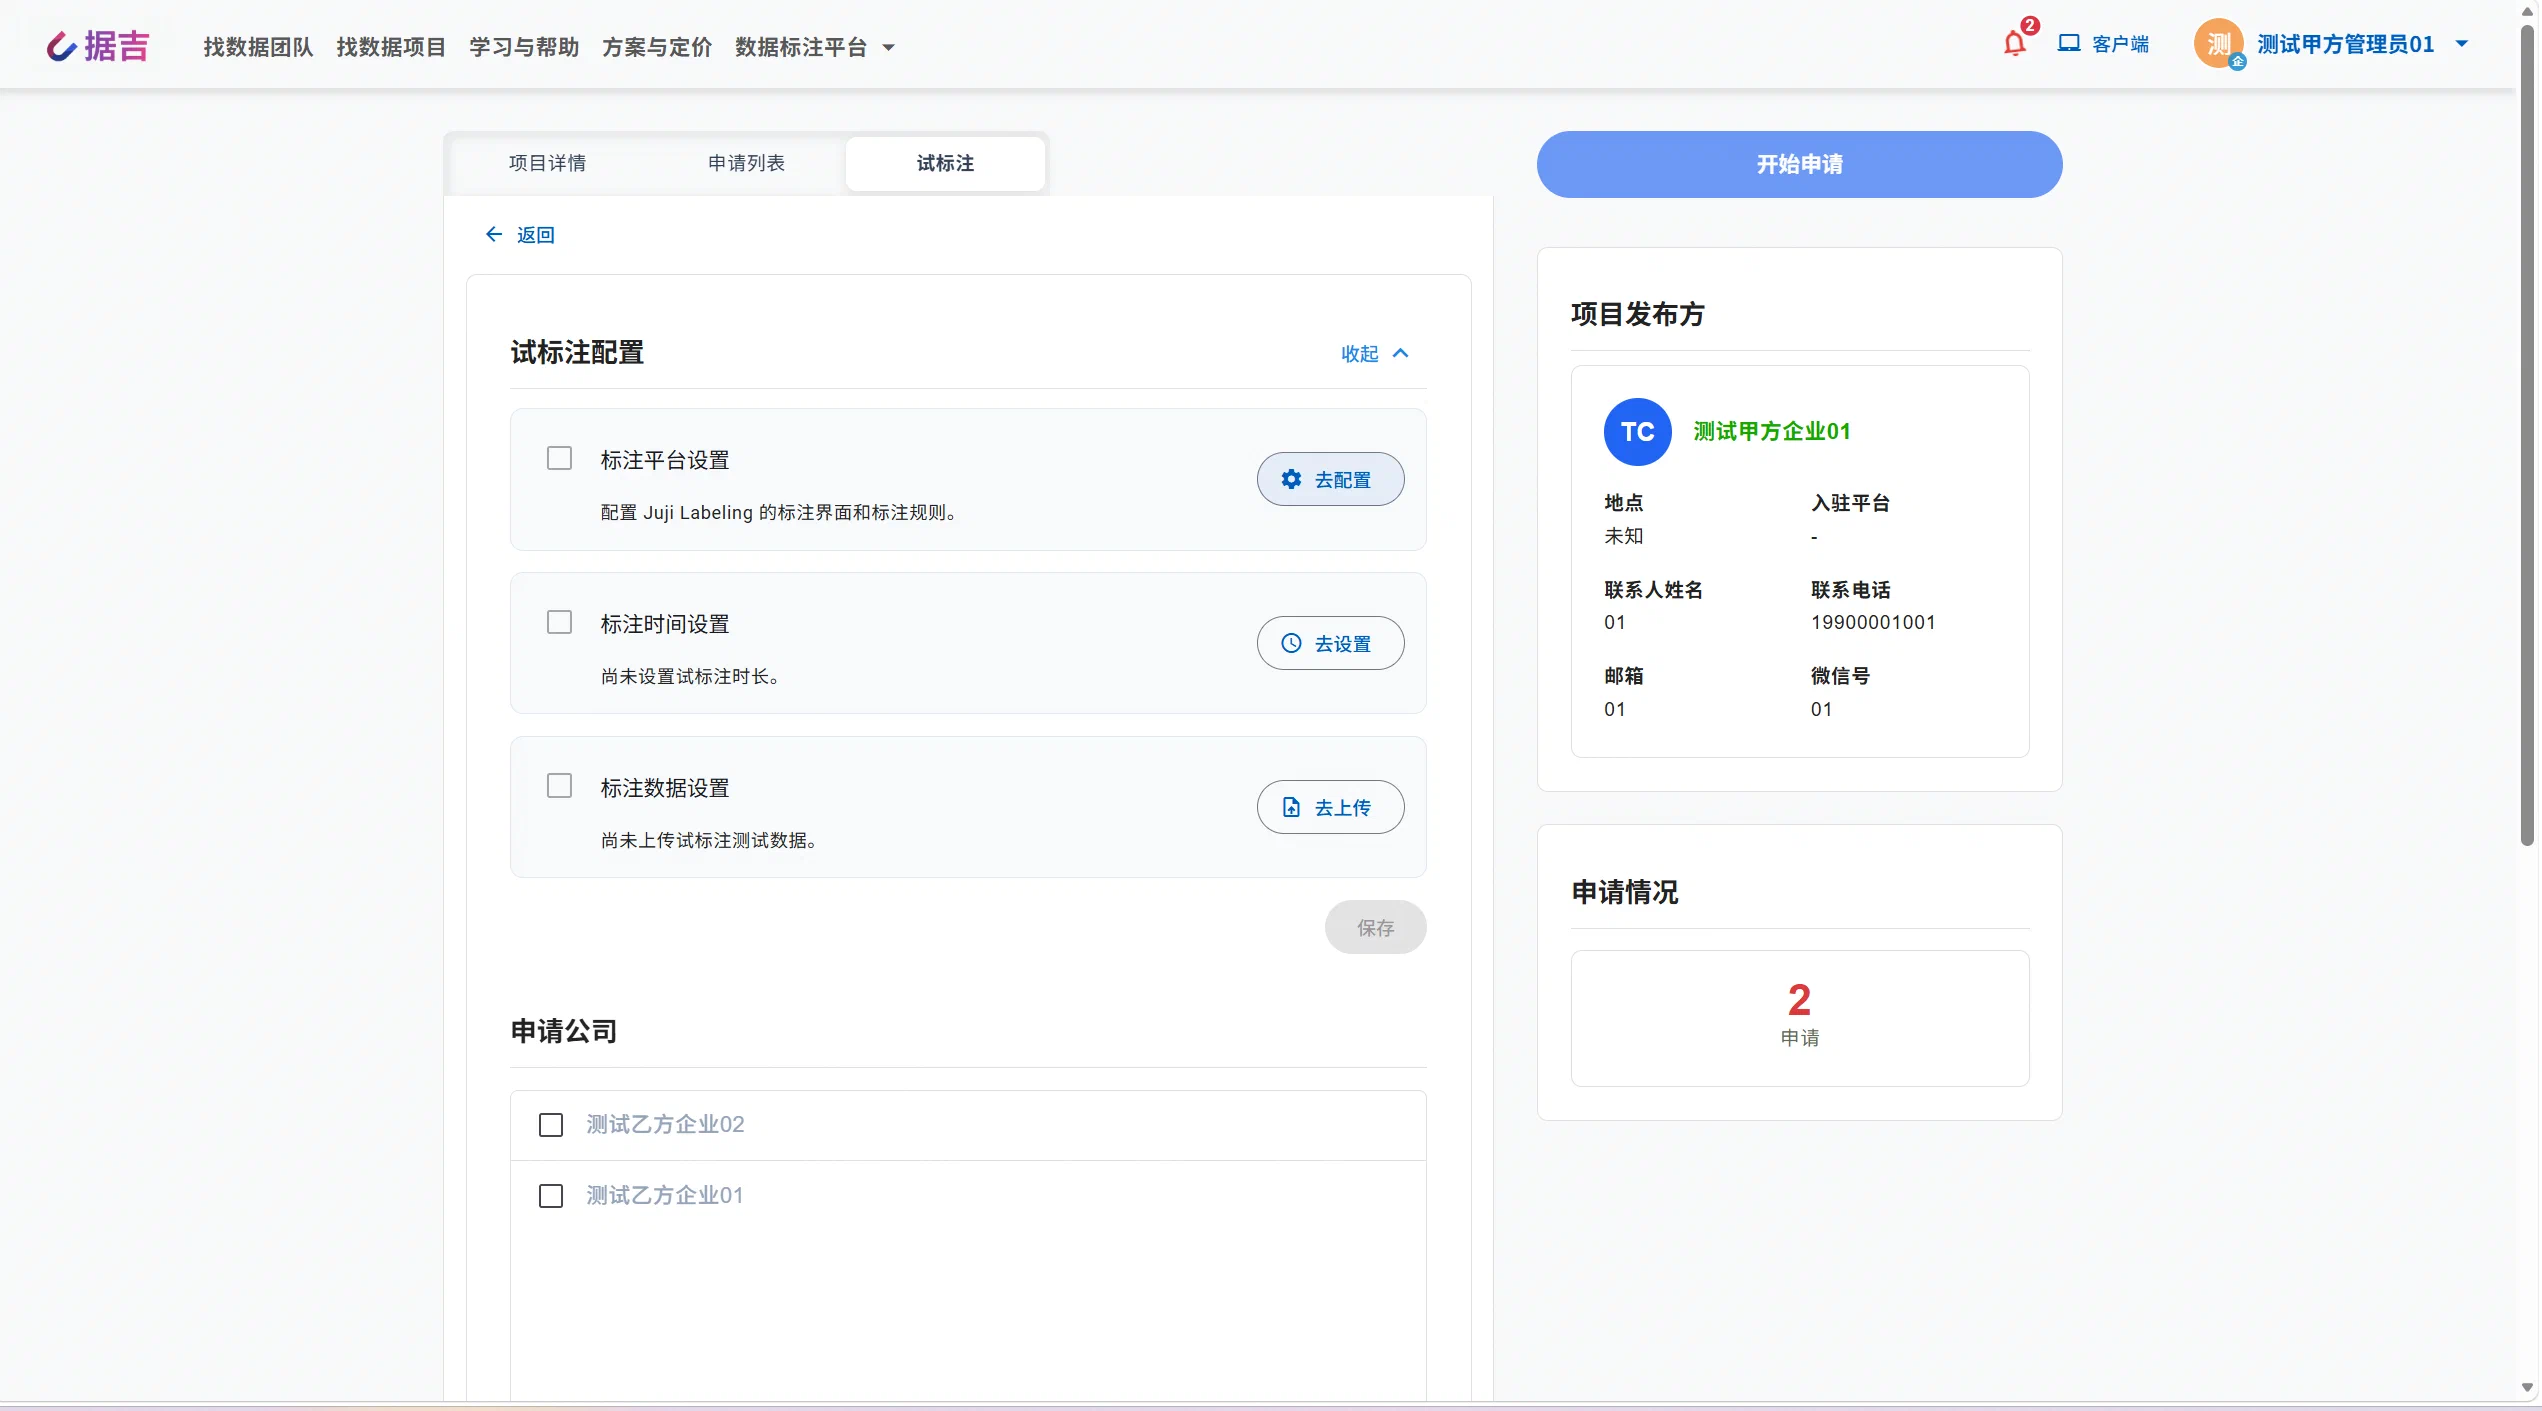 据吉
找数据团队 找数据项目 学习与帮助 方案与定价 数据标注平台
2
客户端
测
企
测试甲方管理员01
项目详情 申请列表 试标注
返回
试标注配置
收起
标注平台设置
配置 Juji Labeling 的标注界面和标注规则。
去配置
标注时间设置
尚未设置试标注时长。
去设置
标注数据设置
尚未上传试标注测试数据。
去上传
保存
申请公司
测试乙方企业02
测试乙方企业01
开始申请
项目发布方
TC
测试甲方企业01
地点 入驻平台
未知 -
联系人姓名 联系电话
01 19900001001
邮箱 微信号
01 01
申请情况
2
申请